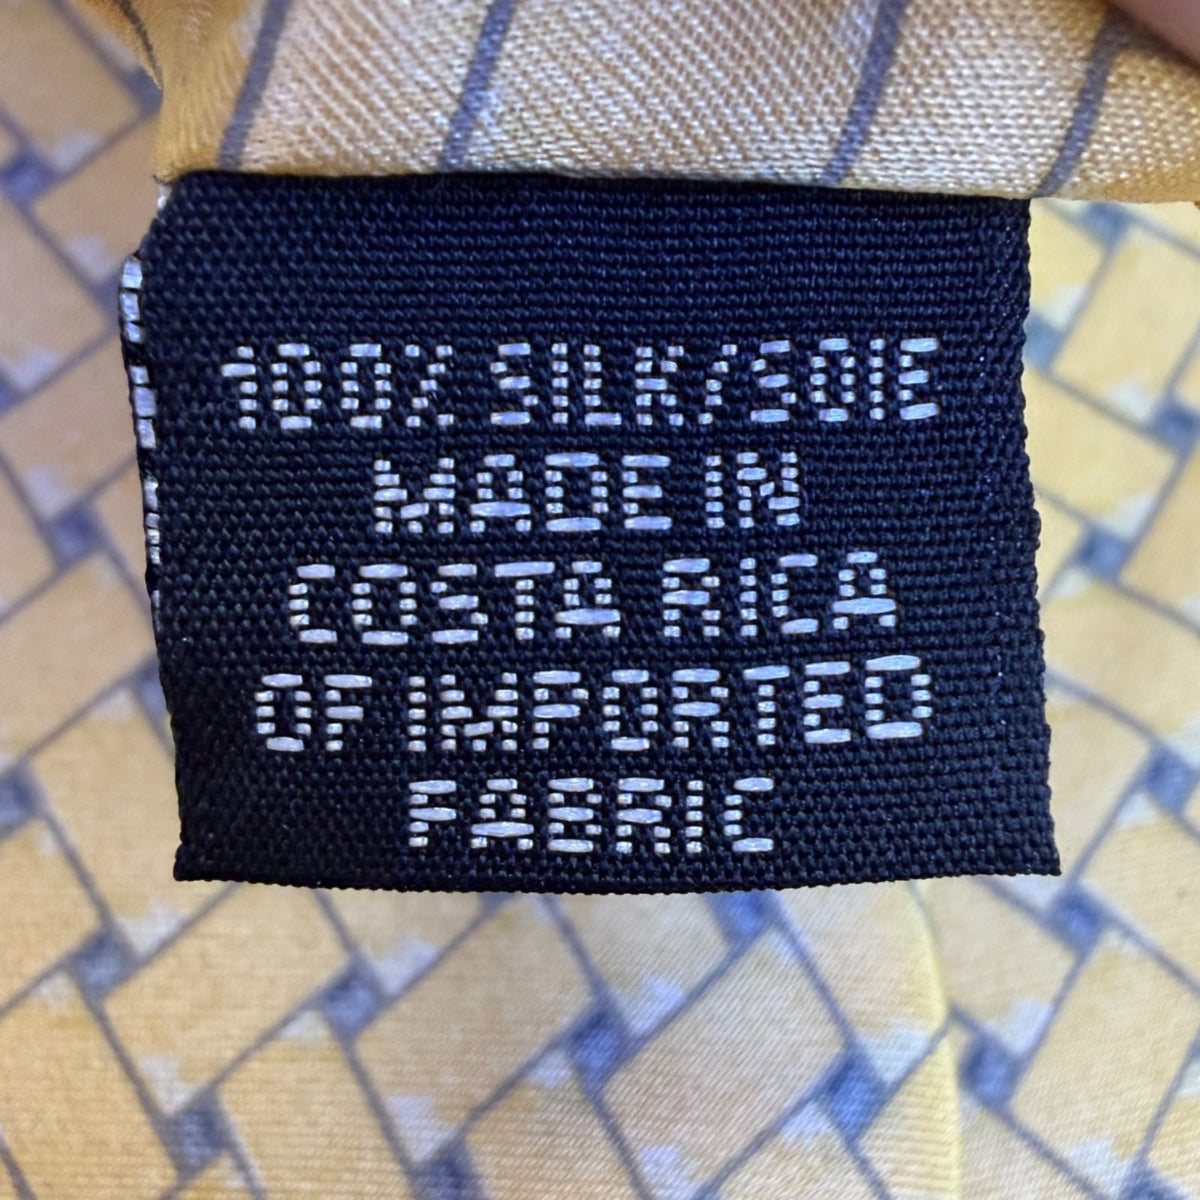 100% SILK/SOIE
MADE IN
COSTA RICA
OF IMPORTED
FABRIC